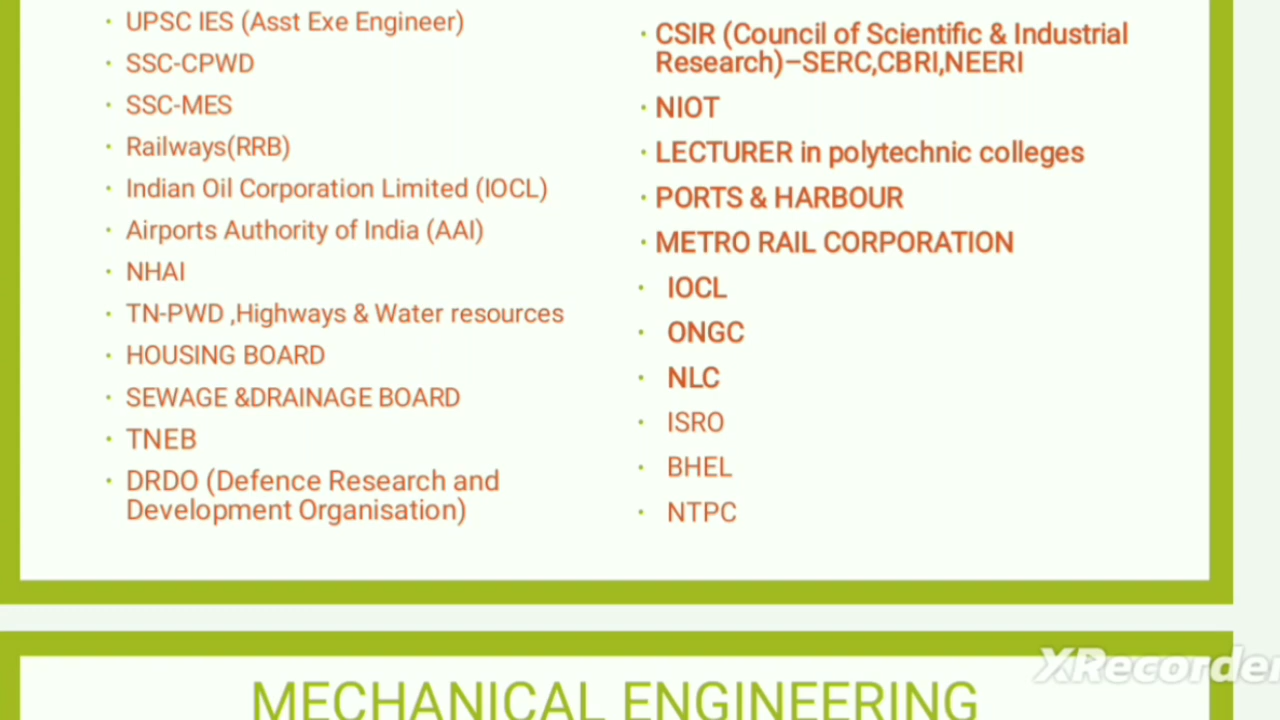 UPSC IES (Asst Exe Engineer)
SSC-CPWD
SSC-MES
Railways(RRB)
Indian Oil Corporation Limited (IOCL)
Airports Authority of India (AAI)
NHAI
TN-PWD ,Highways & Water resources
HOUSING BOARD
SEWAGE &DRAINAGE BOARD
TNEB
DRDO (Defence Research and
Development Organisation)
CSIR (Council of Scientific & Industrial
Research)–SERC,CBRI,NEERI
NIOT
LECTURER in polytechnic colleges
PORTS & HARBOUR
METRO RAIL CORPORATION
IOCL
ONGC
NLC
ISRO
BHEL
NTPC
MECHANICAL ENGINEERING
XRecorder